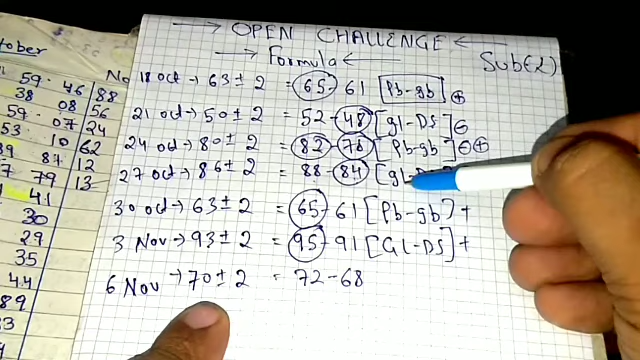 → OPEN CHALLENGE ←
→ Formula ←
Sub(2)
18 oct → 63 ± 2 = 65 - 61 [Pb-gb] +
21 oct → 50 ± 2 = 52 - 48 [gl-DS] -
24 oct → 80 ± 2 = 82 - 78 [Pb-gb] - +
27 oct → 86 ± 2 = 88 - 84 [gl-
30 oct → 63 ± 2 = 65 61 [Pb-gb] +
3 Nov → 93 ± 2 = 95 - 91 [GL-DS] +
6 Nov → 70 ± 2 = 72 - 68
tober
No
59 · 46 88
38 08 56
59 · 07 24
53 · 10 62
87 12
79 13
41
30
29
35
44
89